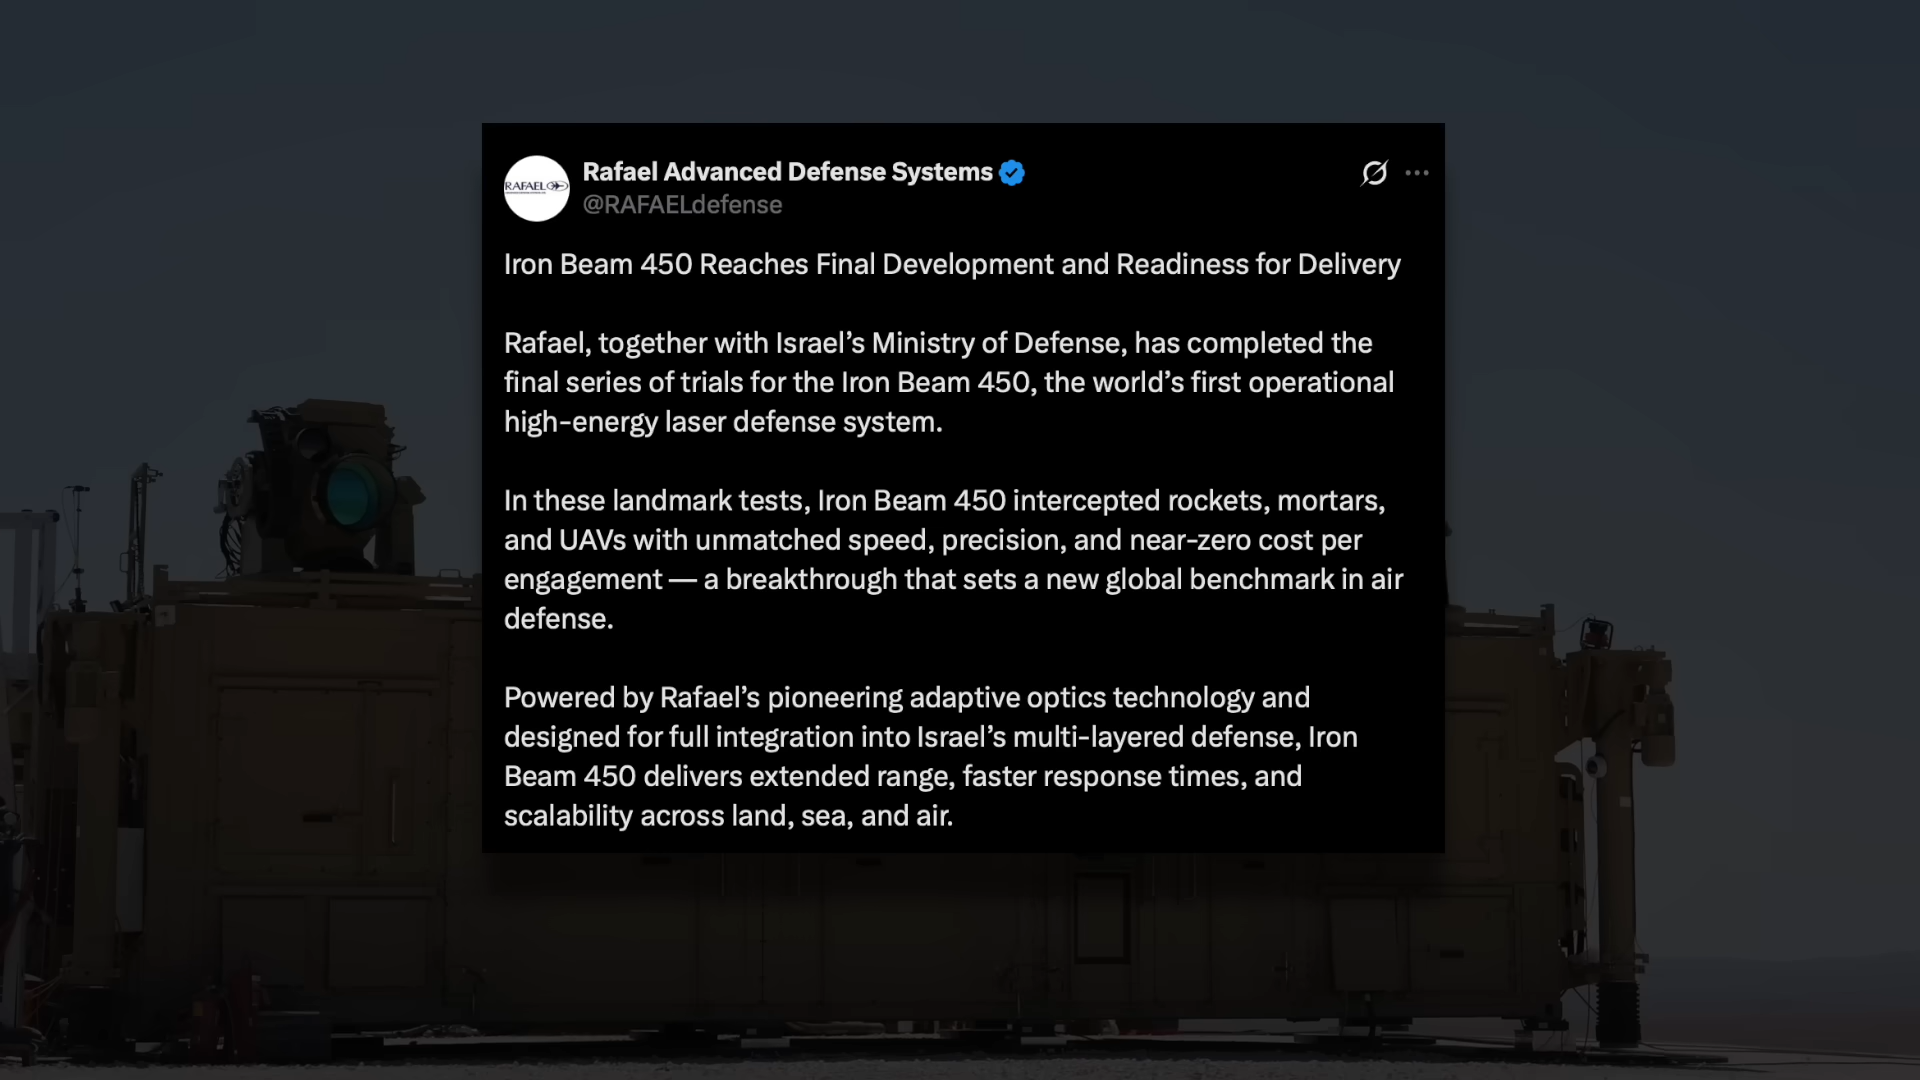 RAFAEL
Rafael Advanced Defense Systems
@RAFAELdefense
Iron Beam 450 Reaches Final Development and Readiness for Delivery
Rafael, together with Israel’s Ministry of Defense, has completed the
final series of trials for the Iron Beam 450, the world’s first operational
high-energy laser defense system.
In these landmark tests, Iron Beam 450 intercepted rockets, mortars,
and UAVs with unmatched speed, precision, and near-zero cost per
engagement — a breakthrough that sets a new global benchmark in air
defense.
Powered by Rafael’s pioneering adaptive optics technology and
designed for full integration into Israel’s multi-layered defense, Iron
Beam 450 delivers extended range, faster response times, and
scalability across land, sea, and air.